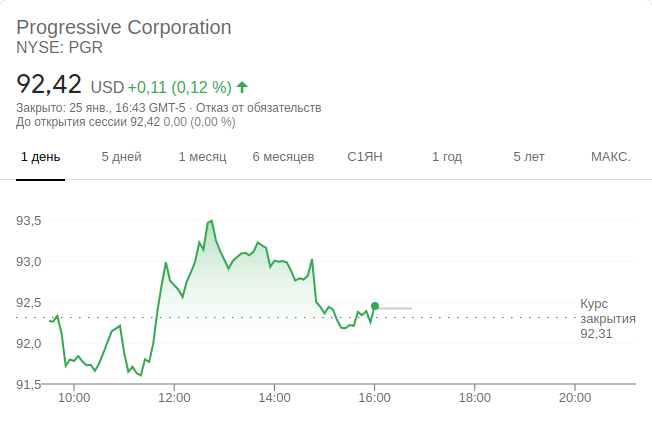 Progressive Corporation
NYSE: PGR
92,42 USD +0,11 (0,12 %)
Закрыто: 25 янв., 16:43 GMT-5 · Отказ от обязательств
До открытия сессии 92,42 0,00 (0,00 %)
1 день 5 дней 1 месяц 6 месяцев С1ЯН 1 год 5 лет МАКС.
93,5
93,0
92,5
92,0
91,5
Курс
закрытия
92,31
10:00 12:00 14:00 16:00 18:00 20:00